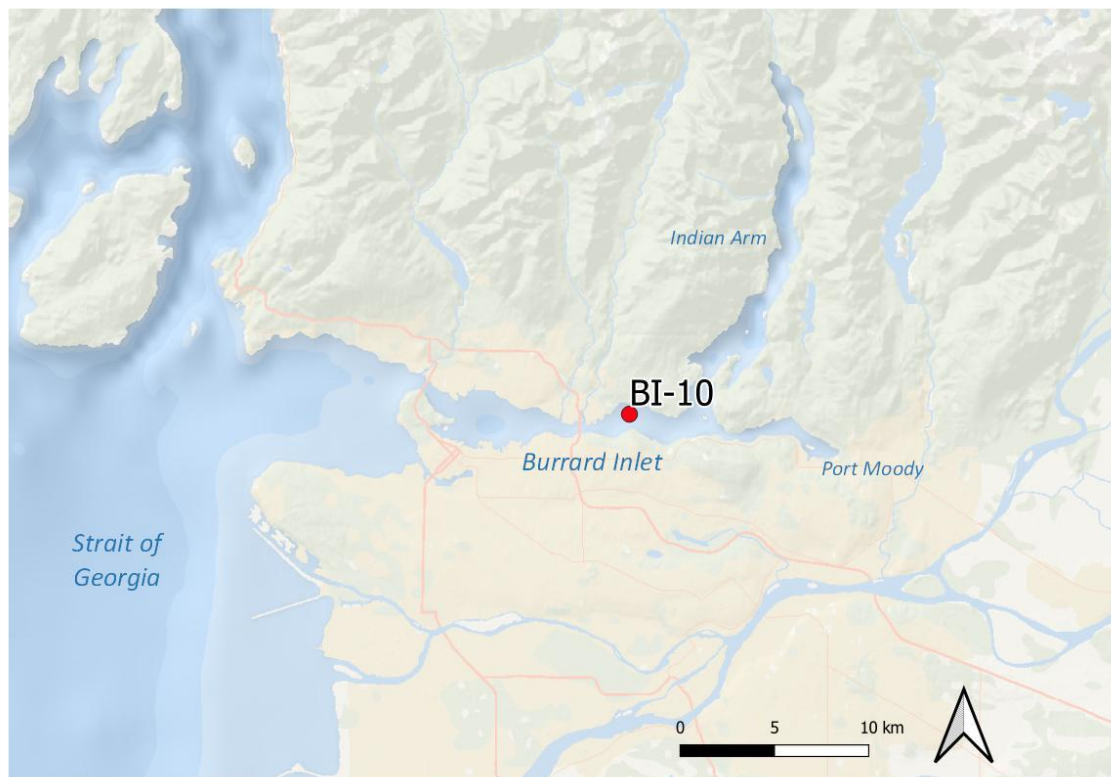 Indian Arm
BI-10
Burrard Inlet
Port Moody
Strait of
Georgia
0 5 10 km